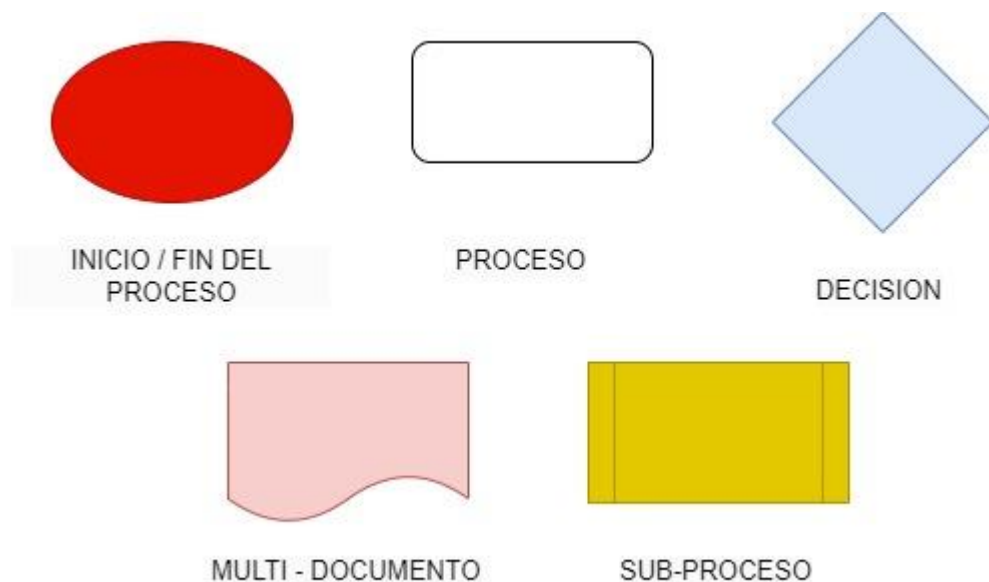 INICIO / FIN DEL
PROCESO
PROCESO
DECISION
MULTI - DOCUMENTO
SUB-PROCESO